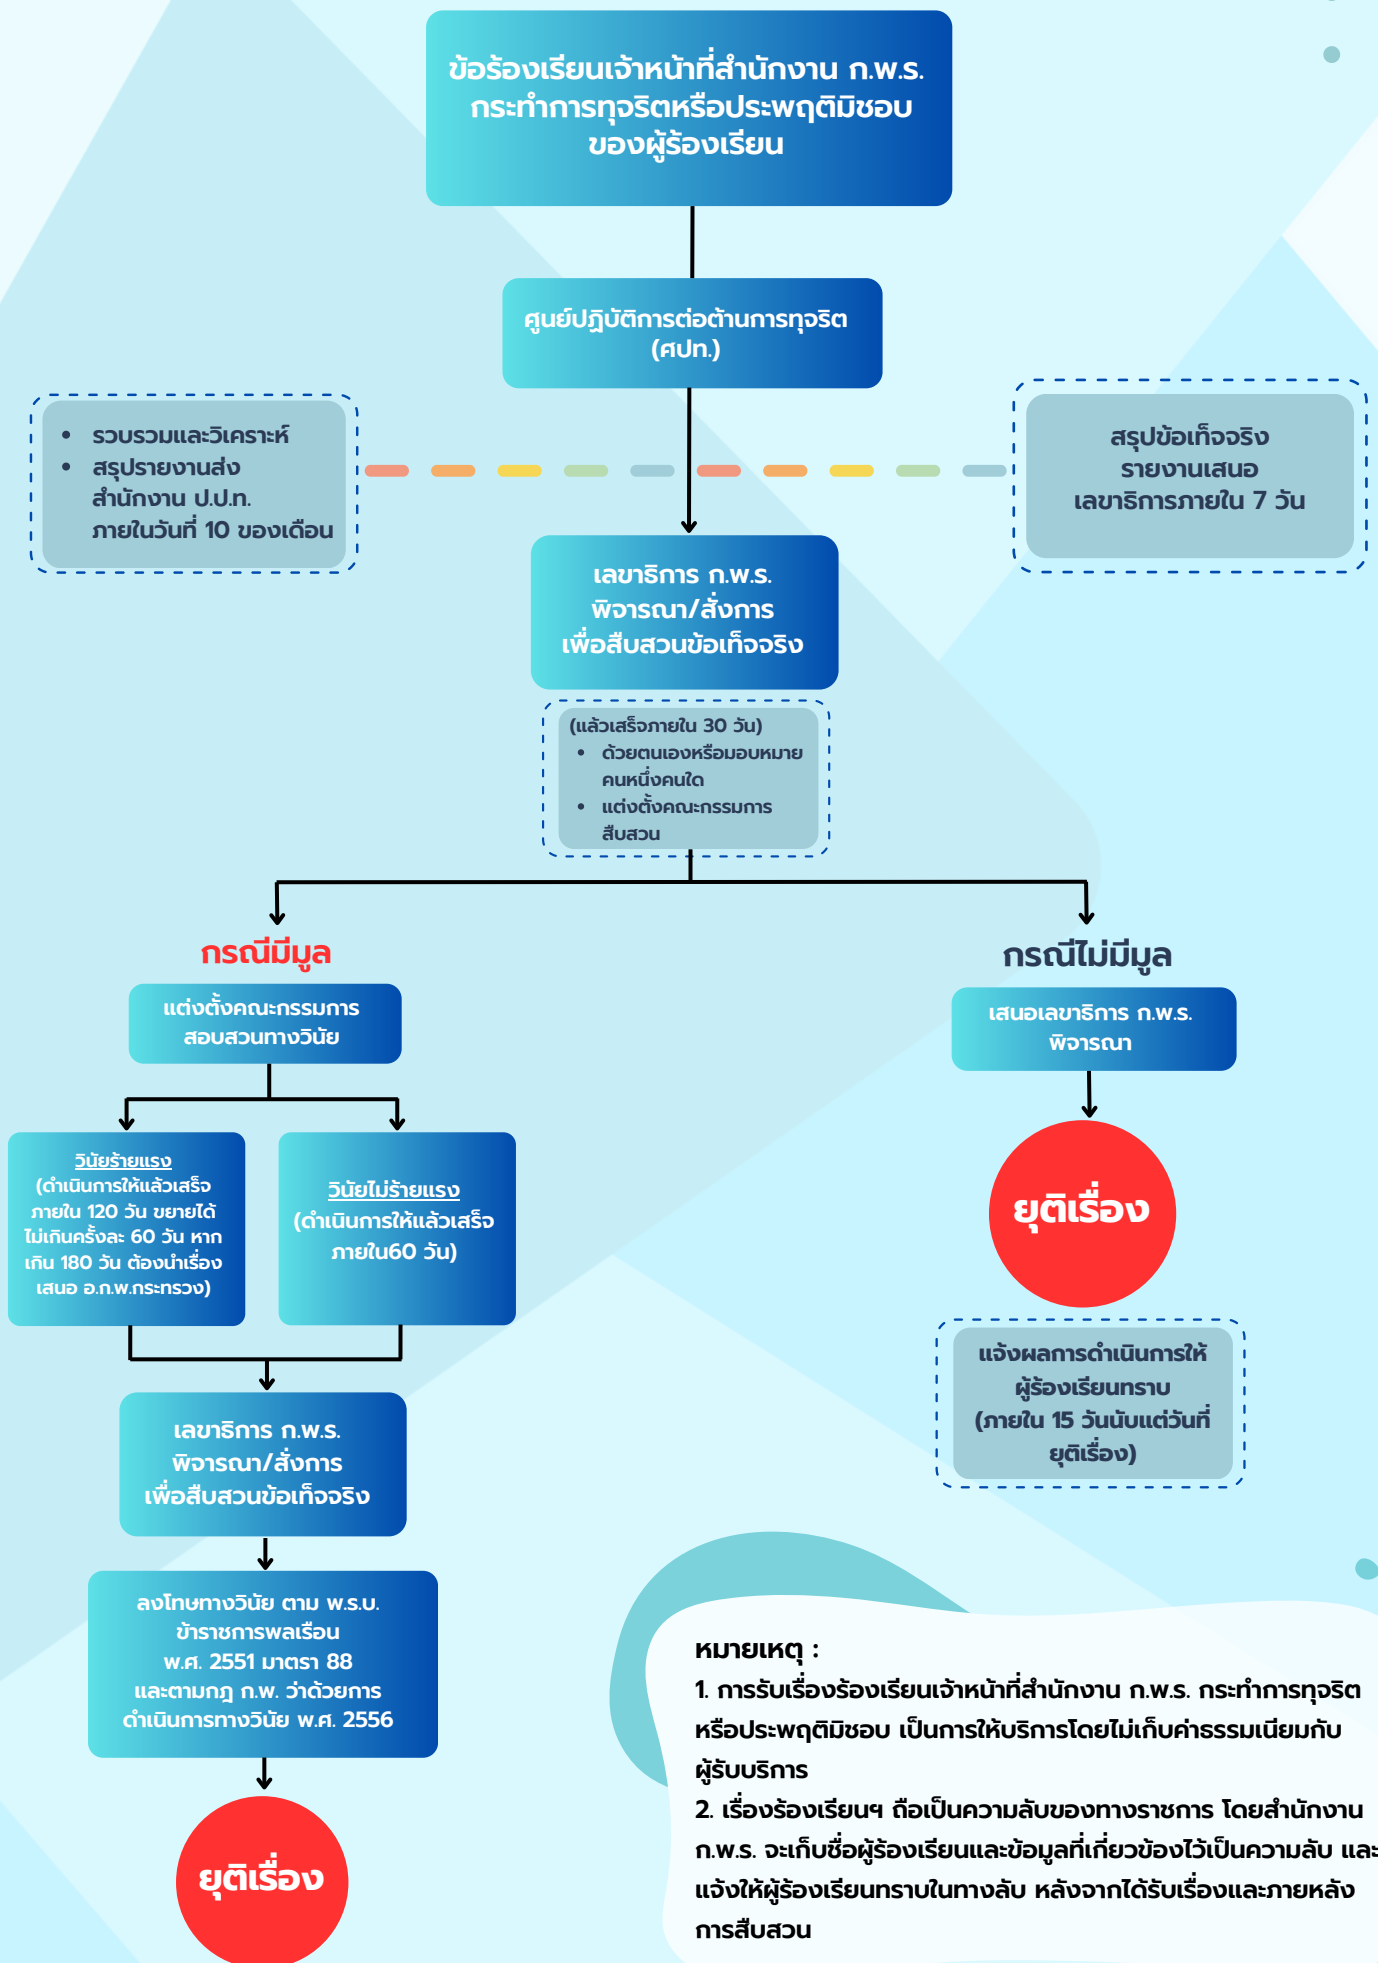 ข้อร้องเรียนเจ้าหน้าที่สำนักงาน ก.พ.ร.
กระทำการทุจริตหรือประพฤติมิชอบ
ของผู้ร้องเรียน
ศูนย์ปฏิบัติการต่อต้านการทุจริต
(ศปท.)
• รวบรวมและวิเคราะห์
• สรุปรายงานส่ง
สำนักงาน ป.ป.ท.
ภายในวันที่ 10 ของเดือน
สรุปข้อเท็จจริง
รายงานเสนอ
เลขาธิการภายใน 7 วัน
เลขาธิการ ก.พ.ร.
พิจารณา/สั่งการ
เพื่อสืบสวนข้อเท็จจริง
(แล้วเสร็จภายใน 30 วัน)
• ด้วยตนเองหรือมอบหมาย
คนหนึ่งคนใด
• แต่งตั้งคณะกรรมการ
สืบสวน
กรณีมีมูล
แต่งตั้งคณะกรรมการ
สอบสวนทางวินัย
วินัยร้ายแรง
(ดำเนินการให้แล้วเสร็จ
ภายใน 120 วัน ขยายได้
ไม่เกินครั้งละ 60 วัน หาก
เกิน 180 วัน ต้องนำเรื่อง
เสนอ อ.ก.พ.กระทรวง)
วินัยไม่ร้ายแรง
(ดำเนินการให้แล้วเสร็จ
ภายใน60 วัน)
เลขาธิการ ก.พ.ร.
พิจารณา/สั่งการ
เพื่อสืบสวนข้อเท็จจริง
ลงโทษทางวินัย ตาม พ.ร.บ.
ข้าราชการพลเรือน
พ.ศ. 2551 มาตรา 88
และตามกฎ ก.พ. ว่าด้วยการ
ดำเนินการทางวินัย พ.ศ. 2556
ยุติเรื่อง
กรณีไม่มีมูล
เสนอเลขาธิการ ก.พ.ร.
พิจารณา
ยุติเรื่อง
แจ้งผลการดำเนินการให้
ผู้ร้องเรียนทราบ
(ภายใน 15 วันนับแต่วันที่
ยุติเรื่อง)
หมายเหตุ :
1. การรับเรื่องร้องเรียนเจ้าหน้าที่สำนักงาน ก.พ.ร. กระทำการทุจริต
หรือประพฤติมิชอบ เป็นการให้บริการโดยไม่เก็บค่าธรรมเนียมกับ
ผู้รับบริการ
2. เรื่องร้องเรียนฯ ถือเป็นความลับของทางราชการ โดยสำนักงาน
ก.พ.ร. จะเก็บชื่อผู้ร้องเรียนและข้อมูลที่เกี่ยวข้องไว้เป็นความลับ และ
แจ้งให้ผู้ร้องเรียนทราบในทางลับ หลังจากได้รับเรื่องและภายหลัง
การสืบสวน